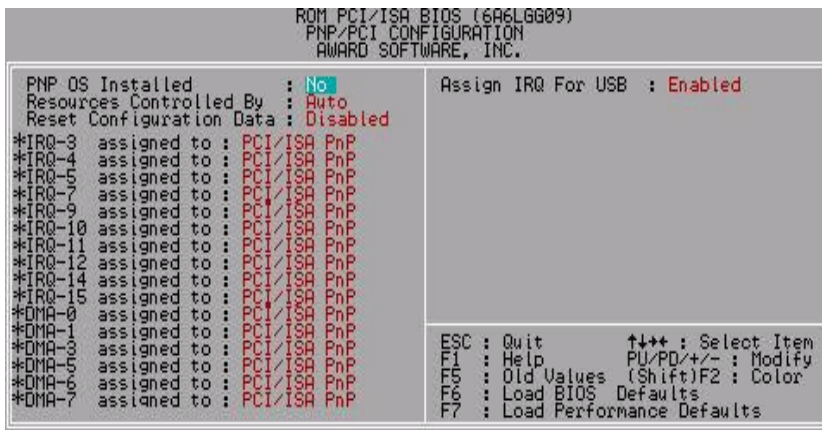 ROM PCI/ISA BIOS (6A6LGG09)
PNP/PCI CONFIGURATION
AWARD SOFTWARE, INC.
PNP OS Installed : No
Resources Controlled By : Auto
Reset Configuration Data : Disabled
*IRQ-3 assigned to : PCI/ISA PnP
*IRQ-4 assigned to : PCI/ISA PnP
*IRQ-5 assigned to : PCI/ISA PnP
*IRQ-7 assigned to : PCI/ISA PnP
*IRQ-9 assigned to : PCI/ISA PnP
*IRQ-10 assigned to : PCI/ISA PnP
*IRQ-11 assigned to : PCI/ISA PnP
*IRQ-12 assigned to : PCI/ISA PnP
*IRQ-14 assigned to : PCI/ISA PnP
*IRQ-15 assigned to : PCI/ISA PnP
*DMA-0 assigned to : PCI/ISA PnP
*DMA-1 assigned to : PCI/ISA PnP
*DMA-3 assigned to : PCI/ISA PnP
*DMA-5 assigned to : PCI/ISA PnP
*DMA-6 assigned to : PCI/ISA PnP
*DMA-7 assigned to : PCI/ISA PnP
Assign IRQ For USB : Enabled
ESC : Quit ↑↓→← : Select Item
F1 : Help PU/PD/+/- : Modify
F5 : Old Values (Shift)F2 : Color
F6 : Load BIOS Defaults
F7 : Load Performance Defaults